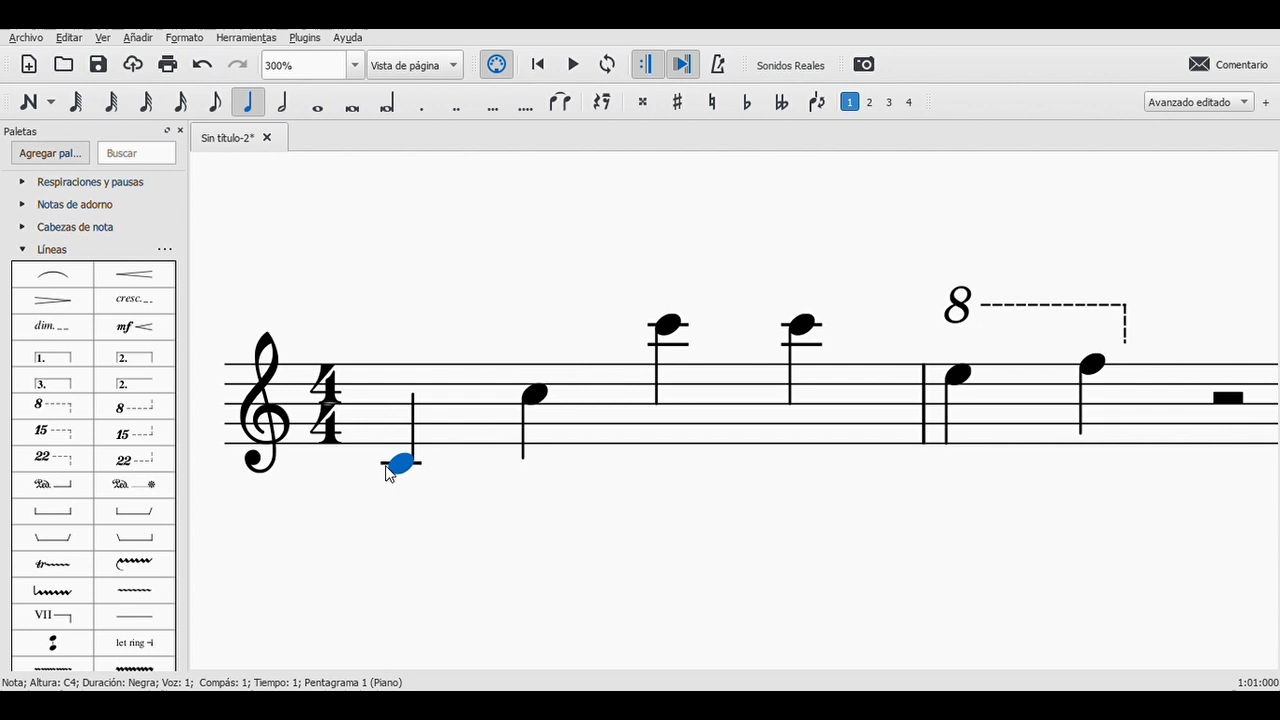 Archivo Editar Ver Añadir Formato Herramientas Plugins Ayuda
300% Vista de página Sonidos Reales Comentario
1 2 3 4 Avanzado editado +
Paletas
Sin título-2*
Agregar pal... Buscar
Respiraciones y pausas
Notas de adorno
Cabezas de nota
Líneas ...
cresc.
dim. mf
1. 2.
3. 2.
8 8
15 15
22 22
tr
VII
let ring
4
4
8
Nota; Altura: C4; Duración: Negra; Voz: 1; Compás: 1; Tiempo: 1; Pentagrama 1 (Piano) 1:01:000